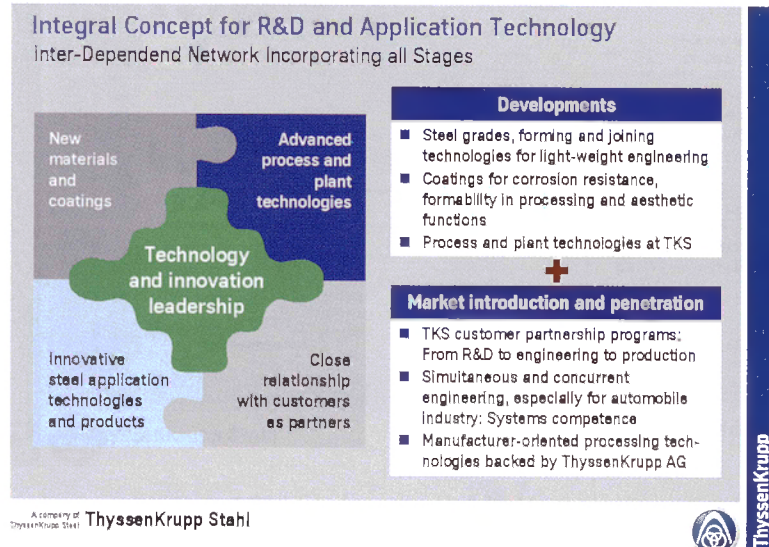 Integral Concept for R&D and Application Technology
inter-Dependend Network Incorporating all Stages
New
materials
and
coatings
Advanced
process and
plant
technologies
Technology
and innovation
leadership
Innovative
steel application
technologies
and products
Close
relationship
with customers
as partners
Developments
Steel grades, forming and joining
technologies for light-weight engineering
Coatings for corrosion resistance,
formability in processing and aesthetic
functions
Process and plant technologies at TKS
+
Market introduction and penetration
TKS customer partnership programs:
From R&D to engineering to production
Simultaneous and concurrent
engineering, especially for automobile
industry: Systems competence
Manufacturer-oriented processing tech-
nologies backed by ThyssenKrupp AG
A company of
ThyssenKrupp Steel
ThyssenKrupp Stahl
ThyssenKrupp